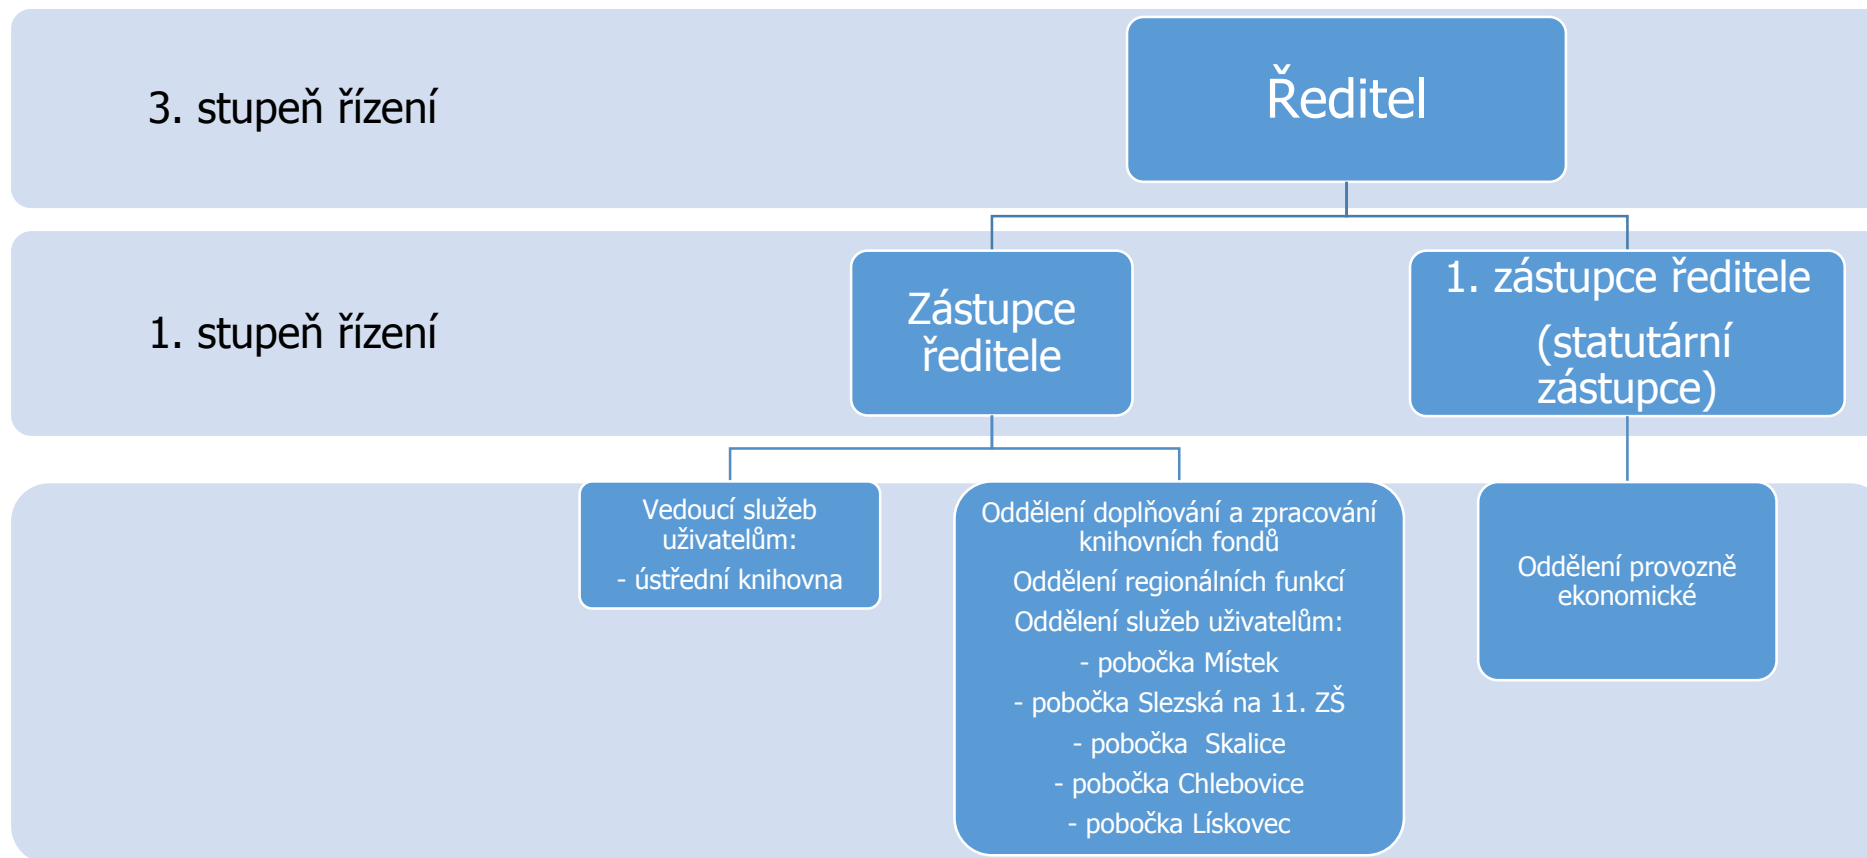 3. stupeň řízení
Ředitel
1. stupeň řízení
Zástupce
ředitele
1. zástupce ředitele
(statutární
zástupce)
Vedoucí služeb
uživatelům:
- ústřední knihovna
Oddělení doplňování a zpracování
knihovních fondů
Oddělení regionálních funkcí
Oddělení služeb uživatelům:
- pobočka Místek
- pobočka Slezská na 11. ZŠ
- pobočka  Skalice
- pobočka Chlebovice
- pobočka Lískovec
Oddělení provozně
ekonomické